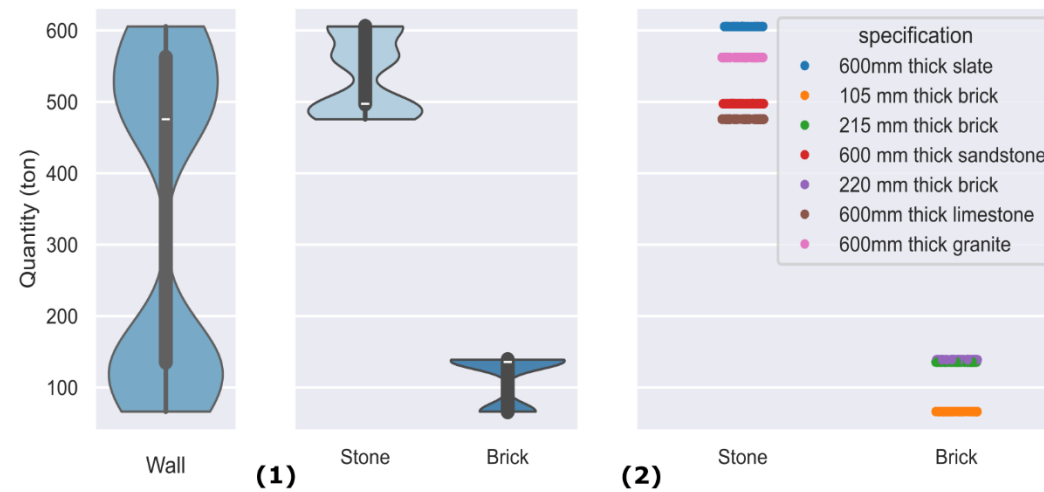 Quantity (ton)
600
500
400
300
200
100
Wall
(1)
Stone
Brick
(2)
Stone
Brick
specification
600mm thick slate
105 mm thick brick
215 mm thick brick
600 mm thick sandstone
220 mm thick brick
600mm thick limestone
600mm thick granite